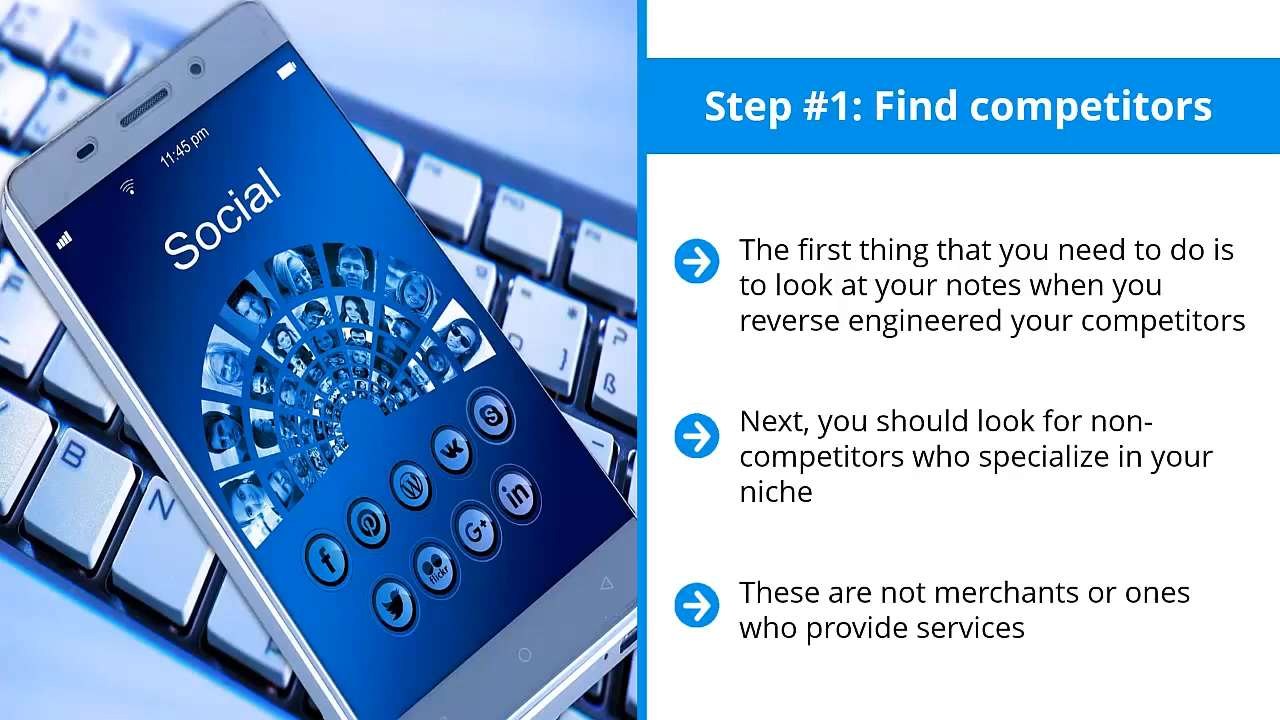 Step #1: Find competitors
The first thing that you need to do is
to look at your notes when you
reverse engineered your competitors
Next, you should look for non-
competitors who specialize in your
niche
These are not merchants or ones
who provide services
11:45 pm
Social
flickr
B
N
F